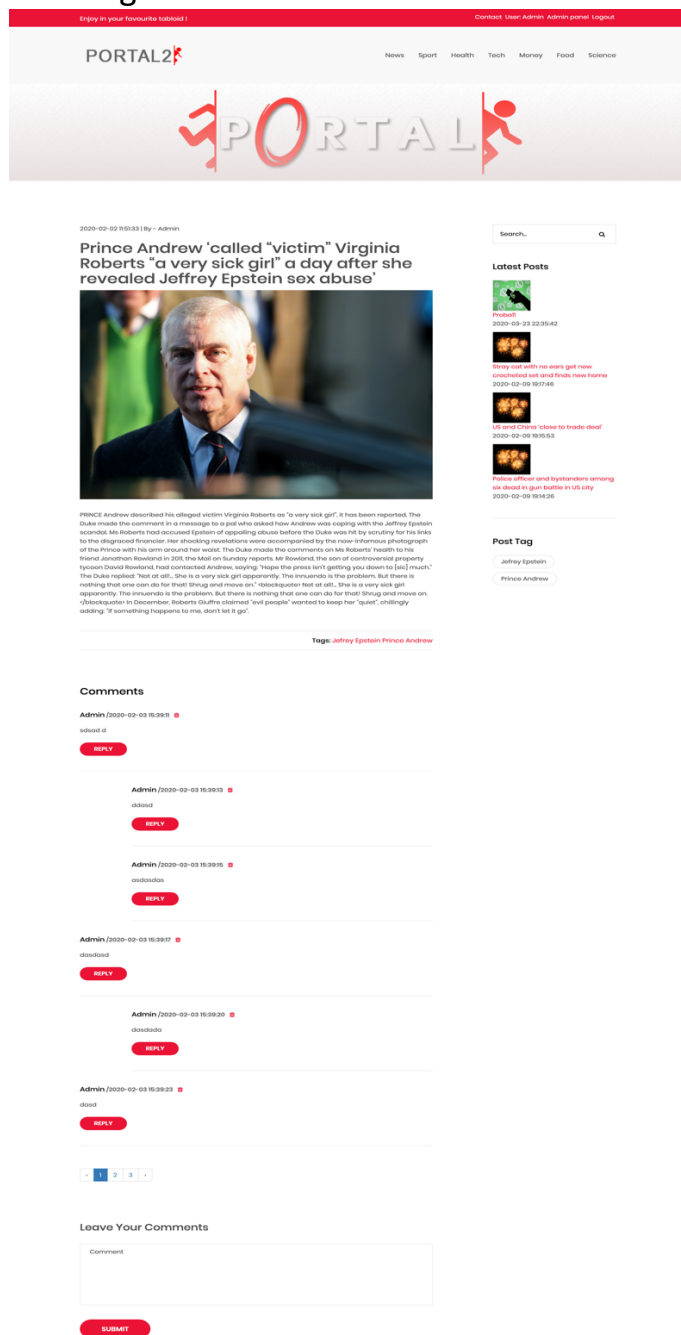 Enjoy in your favourite tabloid !
Contact User: Admin Admin panel Logout
PORTAL2
News Sport Health Tech Money Food Science
PORTAL
2020-02-02 11:51:33 | By - Admin
Prince Andrew ‘called “victim” Virginia
Roberts “a very sick girl” a day after she
revealed Jeffrey Epstein sex abuse’
PRINCE Andrew described his alleged victim Virginia Roberts as "a very sick girl", it has been reported. The
Duke made the comment in a message to a pal who asked how Andrew was coping with the Jeffrey Epstein
scandal. Ms Roberts had accused Epstein of appalling abuse before the Duke was hit by scrutiny for his links
to the disgraced financier. Her shocking revelations were accompanied by the now-infamous photograph
of the Prince with his arm around her waist. The Duke made the comments on Ms Roberts' health to his
friend Jonathan Rowland in 2011, the Mail on Sunday reports. Mr Rowland, the son of controversial property
tycoon David Rowland, had contacted Andrew, saying: "Hope the press isn't getting you down to [sic] much."
The Duke replied: "Not at all!... She is a very sick girl apparently. The innuendo is the problem. But there is
nothing that one can do for that! Shrug and move on." <blockquote> Not at all!... She is a very sick girl
apparently. The innuendo is the problem. But there is nothing that one can do for that! Shrug and move on.
</blockquote> In December, Roberts Giuffre claimed "evil people" wanted to keep her "quiet", chillingly
adding: "If something happens to me, don't let it go".
Tags: Jefrey Epstein Prince Andrew
Search...
Latest Posts
Proba11
2020-03-23 22:35:42
Stray cat with no ears get new
crocheted set and finds new home
2020-02-09 19:17:46
US and China 'close to trade deal'
2020-02-09 19:15:53
Police officer and bystanders among
six dead in gun battle in US city
2020-02-09 19:14:26
Post Tag
Jefrey Epstein
Prince Andrew
Comments
Admin /2020-02-03 15:39:11
sdsad d
REPLY
Admin /2020-02-03 15:39:13
ddasd
REPLY
Admin /2020-02-03 15:39:15
asdasdas
REPLY
Admin /2020-02-03 15:39:17
dasdasd
REPLY
Admin /2020-02-03 15:39:20
dasdada
REPLY
Admin /2020-02-03 15:39:23
dasd
REPLY
‹ 1 2 3 ›
Leave Your Comments
Comment
SUBMIT